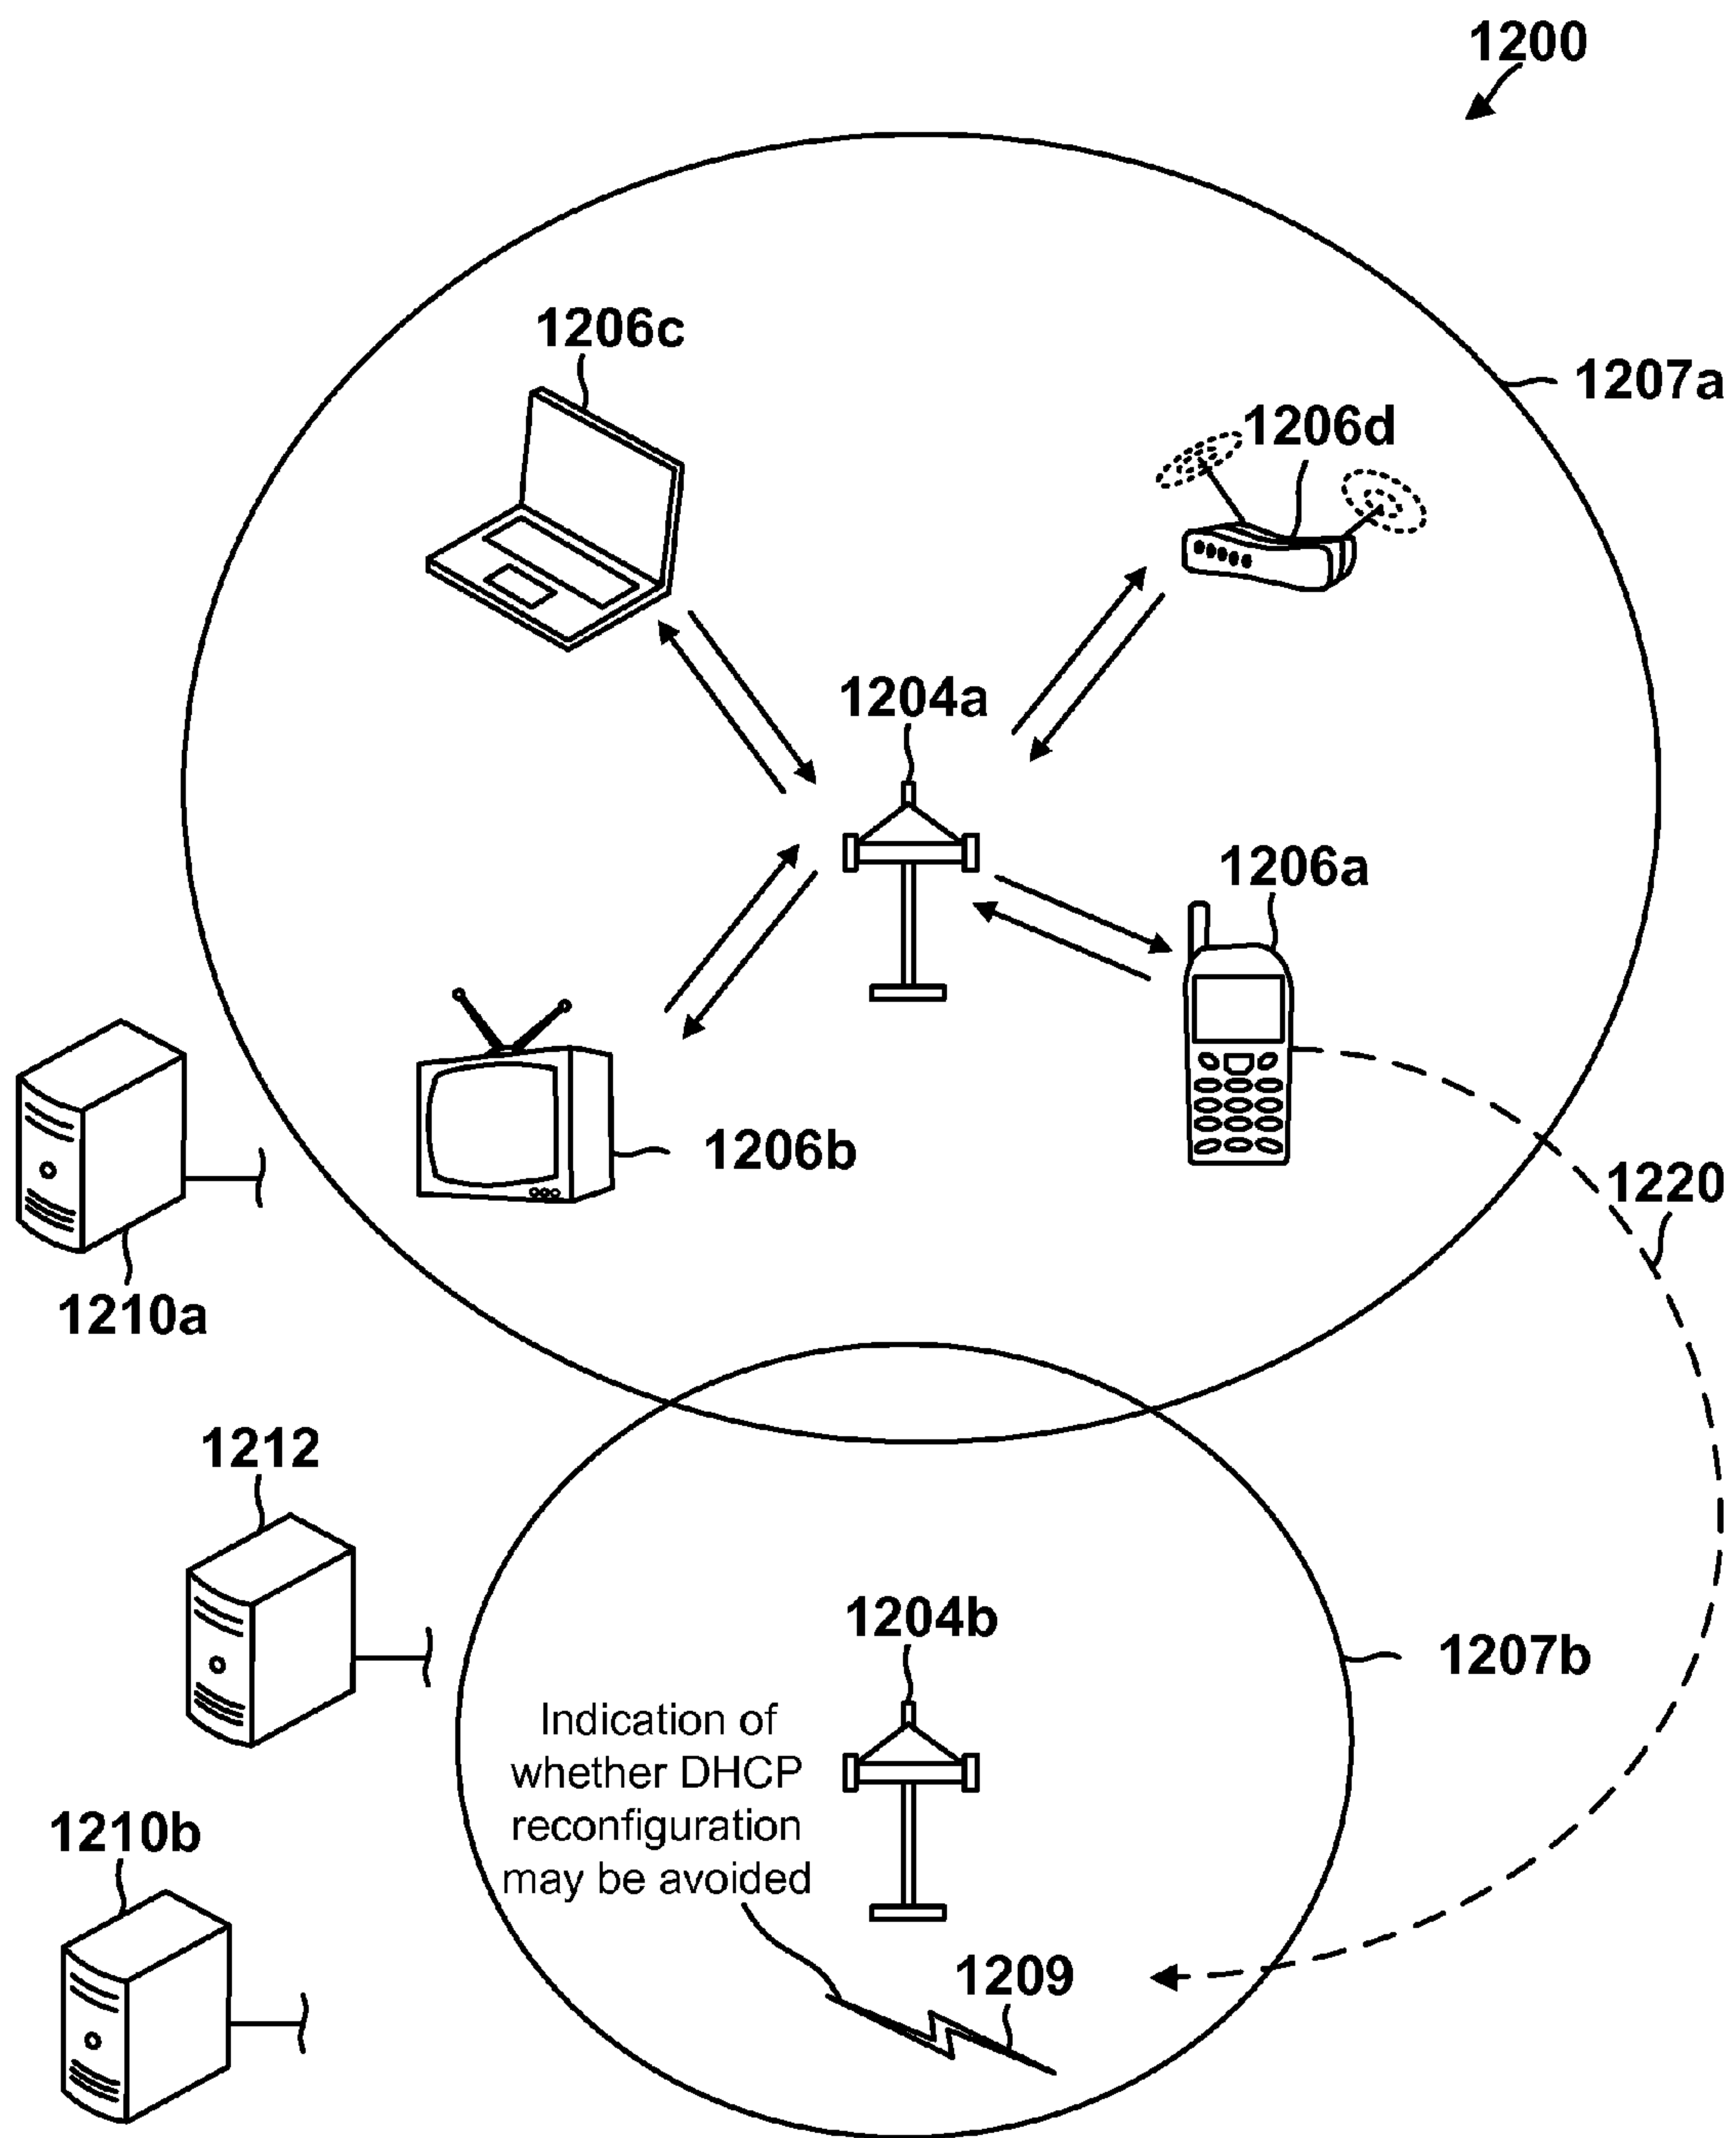 1200
1206c
1207a
1206d
1204a
1206a
1206b
1220
1210a
1212
1204b
1207b
Indication of
whether DHCP
reconfiguration
may be avoided
1210b
1209